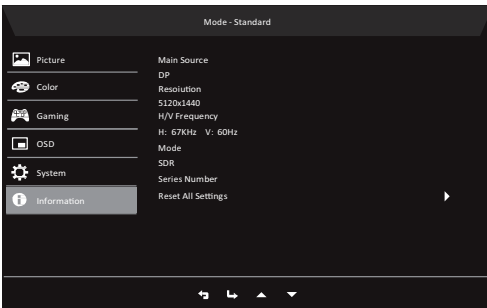 Mode - Standard
Picture
Color
Gaming
OSD
System
Information
Main Source
DP
Resoiution
5120x1440
H/V Frequency
H: 67KHz V: 60Hz
Mode
SDR
Series Number
Reset All Settings